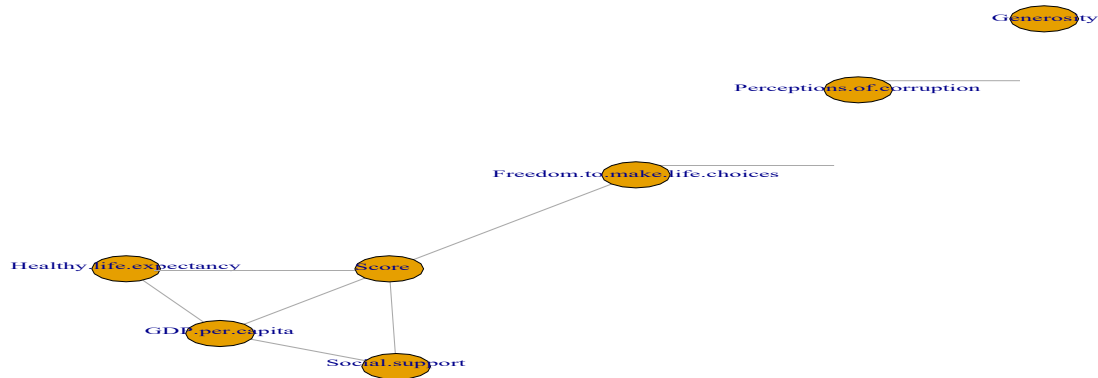 Generosity
Perceptions.of.corruption
Freedom.to.make.life.choices
Healthy.life.expectancy
Score
GDP.per.capita
Social.support